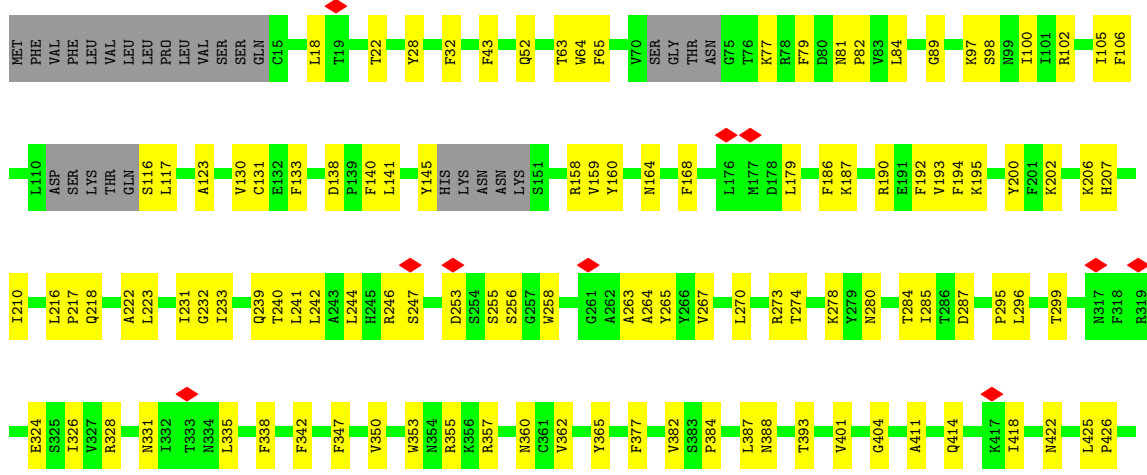 MET PHE VAL PHE LEU VAL LEU LEU PRO LEU VAL SER SER GLN C15 L18 T19 T22 Y28 F32 F43 Q52 T63 W64 F65 V70 SER GLY THR ASN G75 T76 K77 R78 F79 D80 N81 P82 V83 L84 G89 K97 S98 N99 I100 I101 R102 I105 F106
L110 ASP SER LYS THR GLN S116 L117 A123 V130 C131 E132 F133 D138 P139 F140 L141 Y145 HIS LYS ASN ASN LYS S151 R158 V159 Y160 N164 F168 L176 M177 D178 L179 F186 K187 R190 E191 F192 V193 F194 K195 Y200 F201 K202 K206 H207
I210 L216 P217 Q218 A222 L223 I231 G232 I233 Q239 T240 L241 L242 A243 L244 H245 R246 S247 D253 S254 S255 S256 G257 W258 G261 A262 A263 A264 Y265 Y266 V267 L270 R273 T274 K278 Y279 N280 T284 I285 T286 D287 P295 L296 T299 N317 F318 R319
E324 S325 I326 V327 R328 N331 I332 T333 N334 L335 F338 F342 F347 V350 W353 N354 R355 K356 R357 N360 C361 V362 Y365 F377 V382 S383 P384 L387 N388 T393 V401 G404 A411 Q414 K417 I418 N422 L425 P426